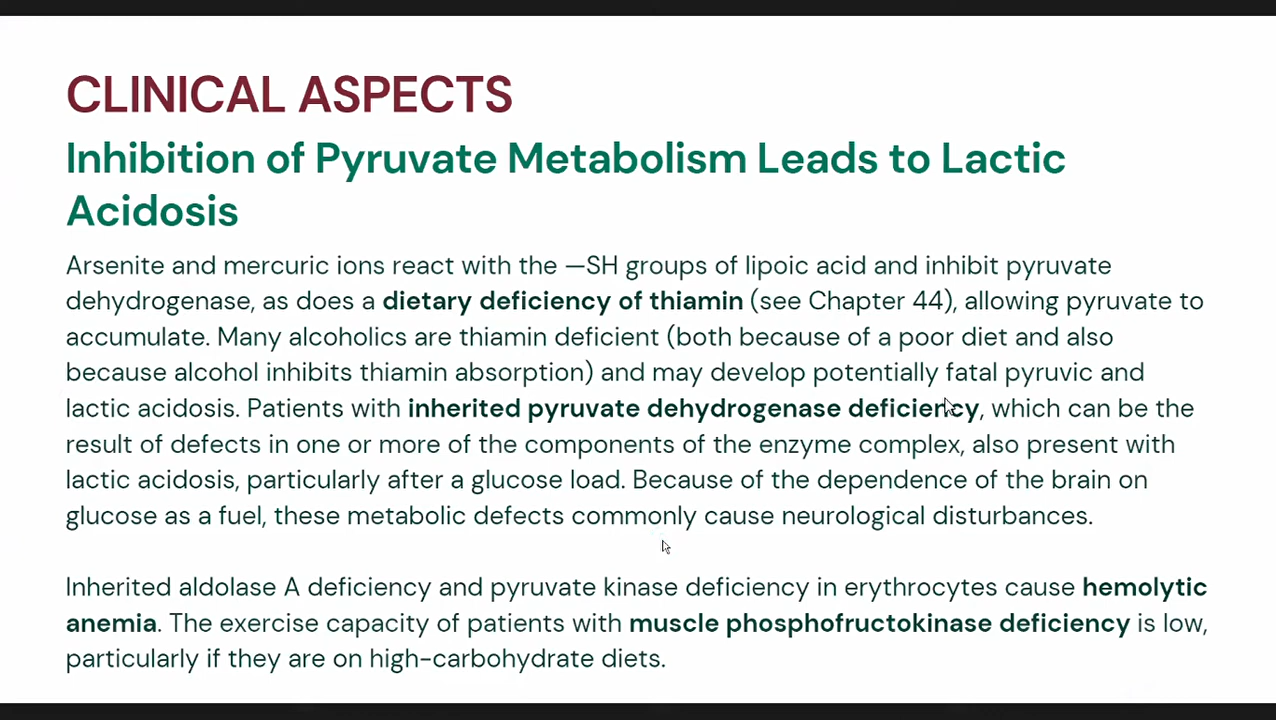 CLINICAL ASPECTS
Inhibition of Pyruvate Metabolism Leads to Lactic
Acidosis
Arsenite and mercuric ions react with the —SH groups of lipoic acid and inhibit pyruvate
dehydrogenase, as does a dietary deficiency of thiamin (see Chapter 44), allowing pyruvate to
accumulate. Many alcoholics are thiamin deficient (both because of a poor diet and also
because alcohol inhibits thiamin absorption) and may develop potentially fatal pyruvic and
lactic acidosis. Patients with inherited pyruvate dehydrogenase deficiency, which can be the
result of defects in one or more of the components of the enzyme complex, also present with
lactic acidosis, particularly after a glucose load. Because of the dependence of the brain on
glucose as a fuel, these metabolic defects commonly cause neurological disturbances.
Inherited aldolase A deficiency and pyruvate kinase deficiency in erythrocytes cause hemolytic
anemia. The exercise capacity of patients with muscle phosphofructokinase deficiency is low,
particularly if they are on high-carbohydrate diets.